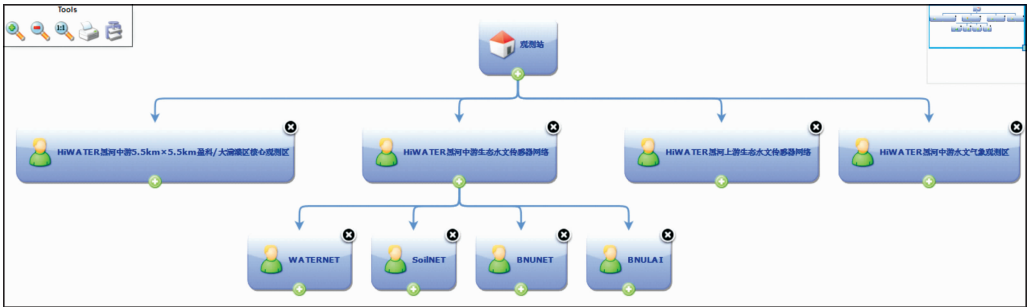 Tools
1:1
观测站
HiWATER黑河中游5.5km×5.5km盈科/大满灌区核心观测区
HiWATER黑河中游生态水文传感器网络
HiWATER黑河上游生态水文传感器网络
HiWATER黑河中游水文气象观测区
WATERNET
SoilNET
BNUNET
BNULAI